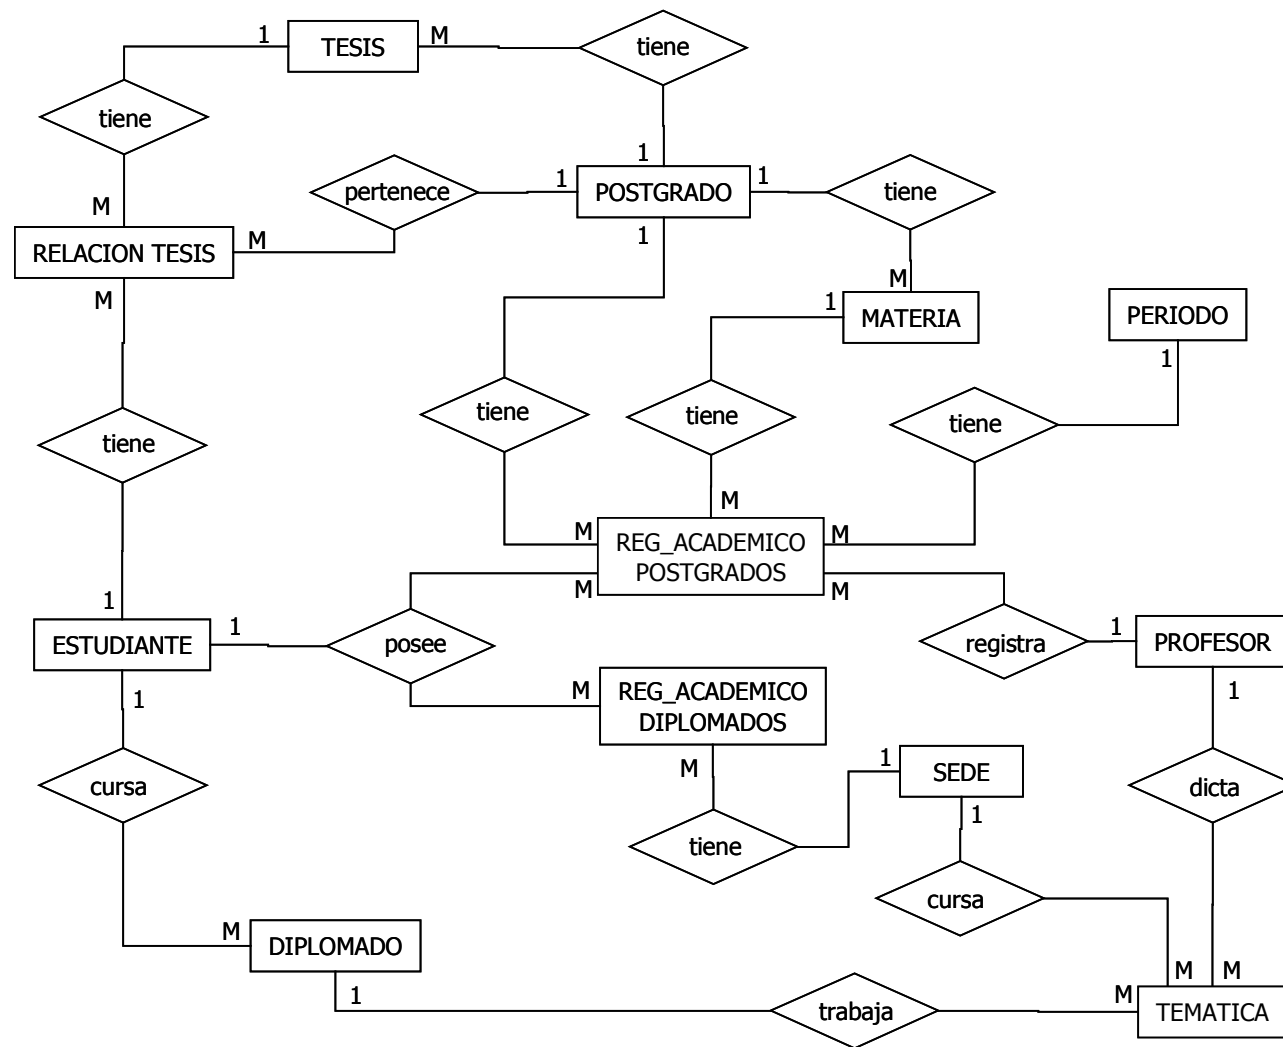 1
TESIS
M
tiene
tiene
1
M
pertenece
1
POSTGRADO
1
tiene
M
RELACION TESIS
M
1
M
M
1
MATERIA
PERIODO
1
tiene
tiene
tiene
tiene
M
M
REG_ACADEMICO
POSTGRADOS
M
M
M
1
ESTUDIANTE
1
posee
registra
1
PROFESOR
1
M
REG_ACADEMICO
DIPLOMADOS
1
M
1
SEDE
cursa
dicta
1
tiene
cursa
M
DIPLOMADO
M
M
1
trabaja
M
TEMATICA